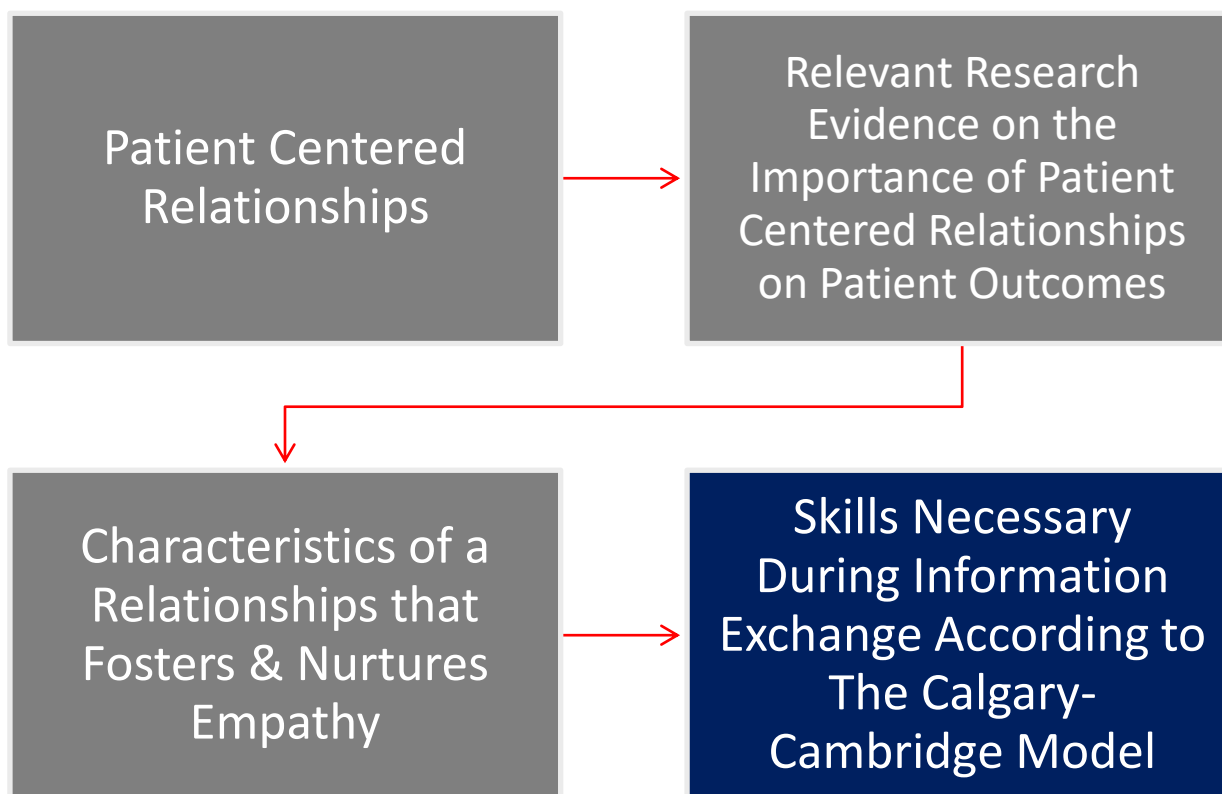 Patient Centered
Relationships
Relevant Research
Evidence on the
Importance of Patient
Centered Relationships
on Patient Outcomes
Characteristics of a
Relationships that
Fosters & Nurtures
Empathy
Skills Necessary
During Information
Exchange According to
The Calgary-
Cambridge Model